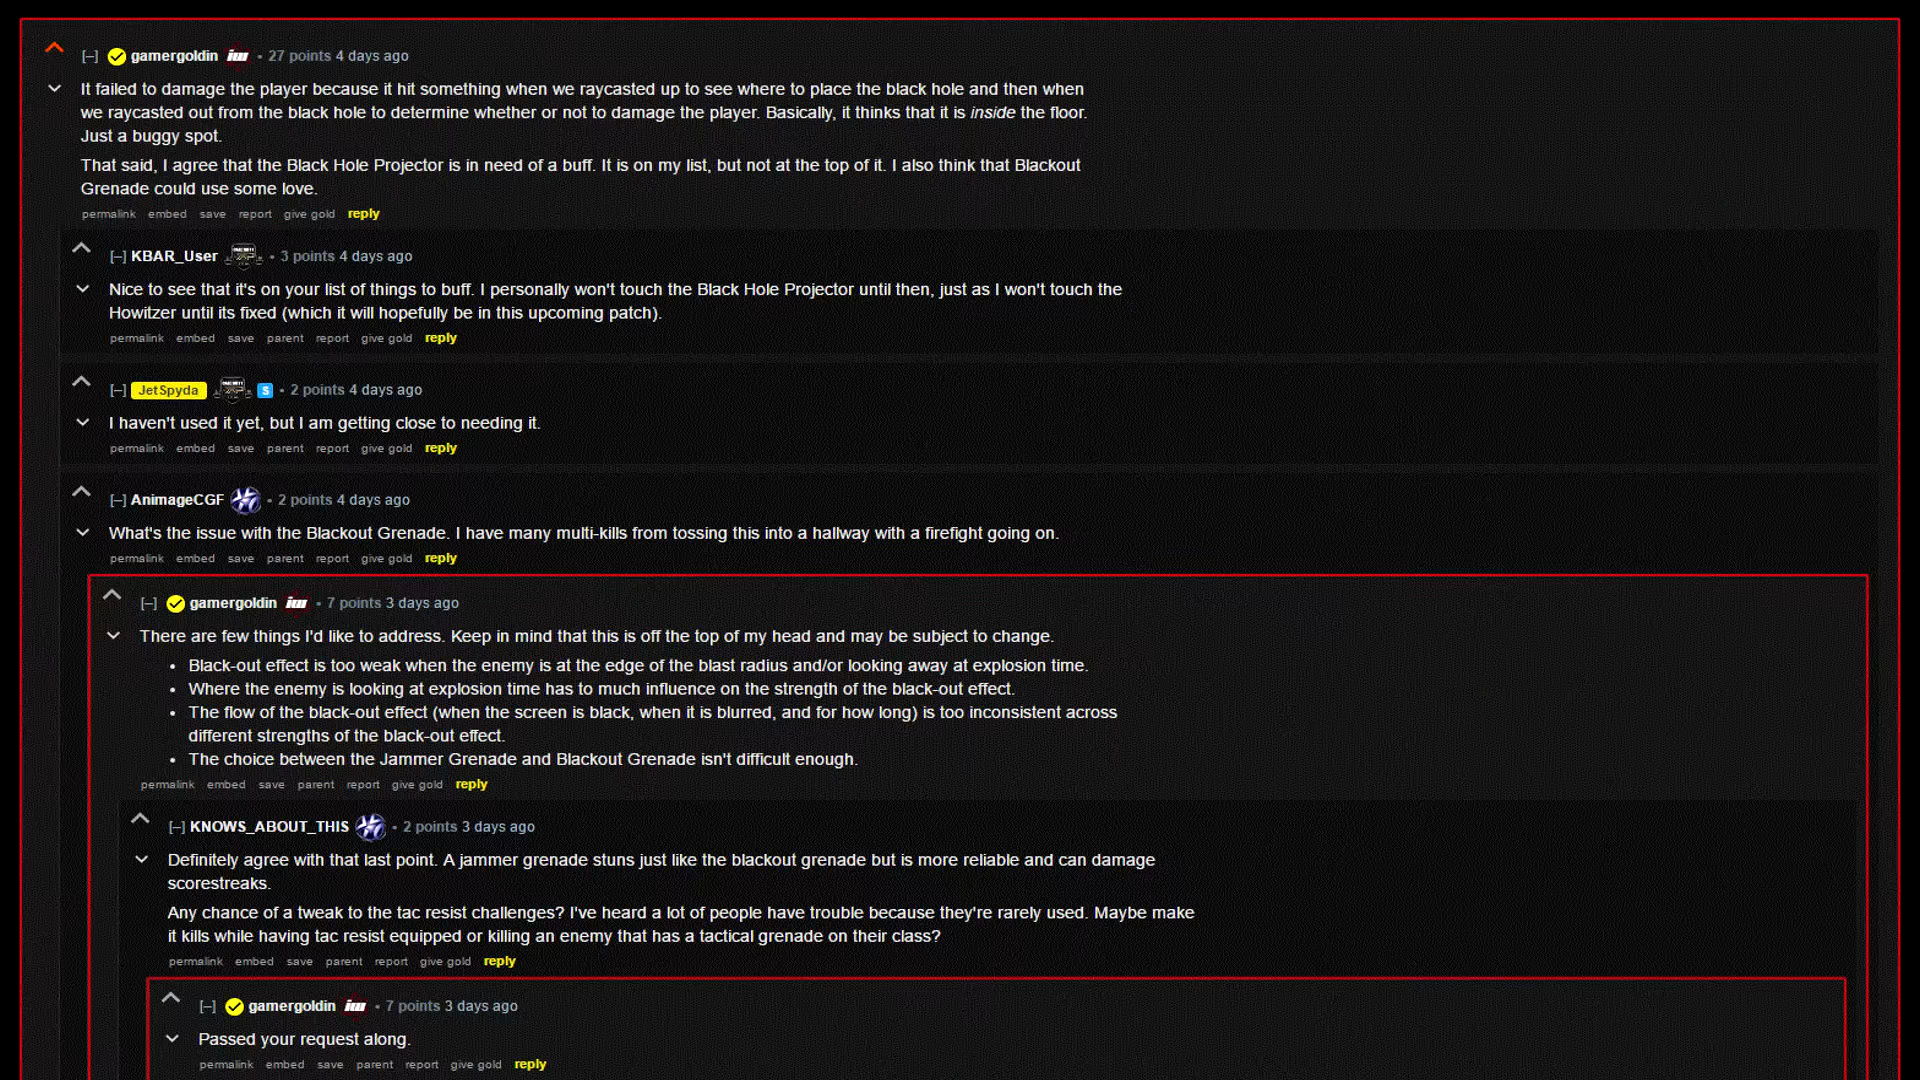 [–] gamergoldin iw • 27 points 4 days ago
It failed to damage the player because it hit something when we raycasted up to see where to place the black hole and then when
we raycasted out from the black hole to determine whether or not to damage the player. Basically, it thinks that it is inside the floor.
Just a buggy spot.
That said, I agree that the Black Hole Projector is in need of a buff. It is on my list, but not at the top of it. I also think that Blackout
Grenade could use some love.
permalink embed save report give gold reply
[–] KBAR_User • 3 points 4 days ago
Nice to see that it's on your list of things to buff. I personally won't touch the Black Hole Projector until then, just as I won't touch the
Howitzer until its fixed (which it will hopefully be in this upcoming patch).
permalink embed save parent report give gold reply
[–] JetSpyda S • 2 points 4 days ago
I haven't used it yet, but I am getting close to needing it.
permalink embed save parent report give gold reply
[–] AnimageCGF • 2 points 4 days ago
What's the issue with the Blackout Grenade. I have many multi-kills from tossing this into a hallway with a firefight going on.
permalink embed save parent report give gold reply
[–] gamergoldin iw • 7 points 3 days ago
There are few things I'd like to address. Keep in mind that this is off the top of my head and may be subject to change.
• Black-out effect is too weak when the enemy is at the edge of the blast radius and/or looking away at explosion time.
• Where the enemy is looking at explosion time has to much influence on the strength of the black-out effect.
• The flow of the black-out effect (when the screen is black, when it is blurred, and for how long) is too inconsistent across
different strengths of the black-out effect.
• The choice between the Jammer Grenade and Blackout Grenade isn't difficult enough.
permalink embed save parent report give gold reply
[–] KNOWS_ABOUT_THIS • 2 points 3 days ago
Definitely agree with that last point. A jammer grenade stuns just like the blackout grenade but is more reliable and can damage
scorestreaks.
Any chance of a tweak to the tac resist challenges? I've heard a lot of people have trouble because they're rarely used. Maybe make
it kills while having tac resist equipped or killing an enemy that has a tactical grenade on their class?
permalink embed save parent report give gold reply
[–] gamergoldin iw • 7 points 3 days ago
Passed your request along.
permalink embed save parent report give gold reply